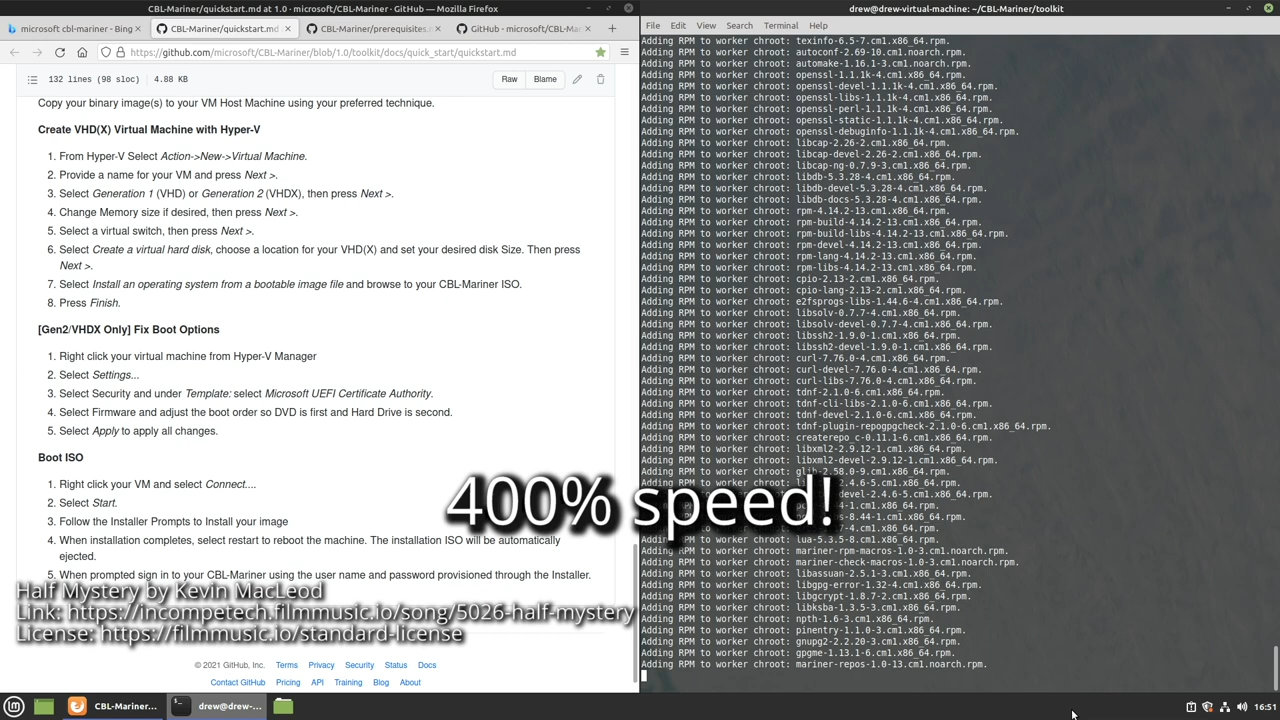 CBL-Mariner/quickstart.md at 1.0 · microsoft/CBL-Mariner · GitHub — Mozilla Firefox
microsoft cbl-mariner - Bing
CBL-Mariner/quickstart.m
CBL-Mariner/prerequisites.n
GitHub - microsoft/CBL-Ma
https://github.com/microsoft/CBL-Mariner/blob/1.0/toolkit/docs/quick_start/quickstart.md
132 lines (98 sloc) 4.88 KB
Raw
Blame
Copy your binary image(s) to your VM Host Machine using your preferred technique.
Create VHD(X) Virtual Machine with Hyper-V
1. From Hyper-V Select Action->New->Virtual Machine.
2. Provide a name for your VM and press Next >.
3. Select Generation 1 (VHD) or Generation 2 (VHDX), then press Next >.
4. Change Memory size if desired, then press Next >.
5. Select a virtual switch, then press Next >.
6. Select Create a virtual hard disk, choose a location for your VHD(X) and set your desired disk Size. Then press
Next >.
7. Select Install an operating system from a bootable image file and browse to your CBL-Mariner ISO.
8. Press Finish.
[Gen2/VHDX Only] Fix Boot Options
1. Right click your virtual machine from Hyper-V Manager
2. Select Settings...
3. Select Security and under Template: select Microsoft UEFI Certificate Authority.
4. Select Firmware and adjust the boot order so DVD is first and Hard Drive is second.
5. Select Apply to apply all changes.
Boot ISO
1. Right click your VM and select Connect....
2. Select Start.
3. Follow the Installer Prompts to Install your image
4. When installation completes, select restart to reboot the machine. The installation ISO will be automatically
ejected.
5. When prompted sign in to your CBL-Mariner using the user name and password provisioned through the Installer.
Half Mystery by Kevin MacLeod
Link: https://incompetech.filmmusic.io/song/5026-half-mystery
License: https://filmmusic.io/standard-license
© 2021 GitHub, Inc. Terms Privacy Security Status Docs
Contact GitHub Pricing API Training Blog About
400% speed!
drew@drew-virtual-machine: ~/CBL-Mariner/toolkit
File Edit View Search Terminal Help
Adding RPM to worker chroot: texinfo-6.5-7.cm1.x86_64.rpm.
Adding RPM to worker chroot: autoconf-2.69-10.cm1.noarch.rpm.
Adding RPM to worker chroot: automake-1.16.1-3.cm1.noarch.rpm.
Adding RPM to worker chroot: openssl-1.1.1k-4.cm1.x86_64.rpm.
Adding RPM to worker chroot: openssl-devel-1.1.1k-4.cm1.x86_64.rpm.
Adding RPM to worker chroot: openssl-libs-1.1.1k-4.cm1.x86_64.rpm.
Adding RPM to worker chroot: openssl-perl-1.1.1k-4.cm1.x86_64.rpm.
Adding RPM to worker chroot: openssl-static-1.1.1k-4.cm1.x86_64.rpm.
Adding RPM to worker chroot: openssl-debuginfo-1.1.1k-4.cm1.x86_64.rpm.
Adding RPM to worker chroot: libcap-2.26-2.cm1.x86_64.rpm.
Adding RPM to worker chroot: libcap-devel-2.26-2.cm1.x86_64.rpm.
Adding RPM to worker chroot: libcap-ng-0.7.9-3.cm1.x86_64.rpm.
Adding RPM to worker chroot: libdb-5.3.28-4.cm1.x86_64.rpm.
Adding RPM to worker chroot: libdb-devel-5.3.28-4.cm1.x86_64.rpm.
Adding RPM to worker chroot: libdb-docs-5.3.28-4.cm1.x86_64.rpm.
Adding RPM to worker chroot: rpm-4.14.2-13.cm1.x86_64.rpm.
Adding RPM to worker chroot: rpm-build-4.14.2-13.cm1.x86_64.rpm.
Adding RPM to worker chroot: rpm-build-libs-4.14.2-13.cm1.x86_64.rpm.
Adding RPM to worker chroot: rpm-devel-4.14.2-13.cm1.x86_64.rpm.
Adding RPM to worker chroot: rpm-lang-4.14.2-13.cm1.x86_64.rpm.
Adding RPM to worker chroot: rpm-libs-4.14.2-13.cm1.x86_64.rpm.
Adding RPM to worker chroot: cpio-2.13-2.cm1.x86_64.rpm.
Adding RPM to worker chroot: cpio-lang-2.13-2.cm1.x86_64.rpm.
Adding RPM to worker chroot: e2fsprogs-libs-1.44.6-4.cm1.x86_64.rpm.
Adding RPM to worker chroot: libsolv-0.7.7-4.cm1.x86_64.rpm.
Adding RPM to worker chroot: libsolv-devel-0.7.7-4.cm1.x86_64.rpm.
Adding RPM to worker chroot: libssh2-1.9.0-1.cm1.x86_64.rpm.
Adding RPM to worker chroot: libssh2-devel-1.9.0-1.cm1.x86_64.rpm.
Adding RPM to worker chroot: curl-7.76.0-4.cm1.x86_64.rpm.
Adding RPM to worker chroot: curl-devel-7.76.0-4.cm1.x86_64.rpm.
Adding RPM to worker chroot: curl-libs-7.76.0-4.cm1.x86_64.rpm.
Adding RPM to worker chroot: tdnf-2.1.0-6.cm1.x86_64.rpm.
Adding RPM to worker chroot: tdnf-cli-libs-2.1.0-6.cm1.x86_64.rpm.
Adding RPM to worker chroot: tdnf-devel-2.1.0-6.cm1.x86_64.rpm.
Adding RPM to worker chroot: tdnf-plugin-repogpgcheck-2.1.0-6.cm1.x86_64.rpm.
Adding RPM to worker chroot: createrepo_c-0.11.1-6.cm1.x86_64.rpm.
Adding RPM to worker chroot: libxml2-2.9.12-1.cm1.x86_64.rpm.
Adding RPM to worker chroot: libxml2-devel-2.9.12-1.cm1.x86_64.rpm.
Adding RPM to worker chroot: glib-2.58.0-9.cm1.x86_64.rpm.
2.4.6-5.cm1.x86_64.rpm.
2.4.6-5.cm1.x86_64.rpm.
Adding RPM to worker chroot: lua-5.3.5-8.cm1.x86_64.rpm.
Adding RPM to worker chroot: mariner-rpm-macros-1.0-3.cm1.noarch.rpm.
Adding RPM to worker chroot: mariner-check-macros-1.0-3.cm1.noarch.rpm.
Adding RPM to worker chroot: libassuan-2.5.1-3.cm1.x86_64.rpm.
Adding RPM to worker chroot: libgpg-error-1.32-4.cm1.x86_64.rpm.
Adding RPM to worker chroot: libgcrypt-1.8.7-2.cm1.x86_64.rpm.
Adding RPM to worker chroot: libksba-1.3.5-3.cm1.x86_64.rpm.
Adding RPM to worker chroot: npth-1.6-3.cm1.x86_64.rpm.
Adding RPM to worker chroot: pinentry-1.1.0-3.cm1.x86_64.rpm.
Adding RPM to worker chroot: gnupg2-2.2.20-3.cm1.x86_64.rpm.
Adding RPM to worker chroot: gpgme-1.13.1-6.cm1.x86_64.rpm.
Adding RPM to worker chroot: mariner-repos-1.0-13.cm1.noarch.rpm.
CBL-Mariner...
drew@drew-...
16:51